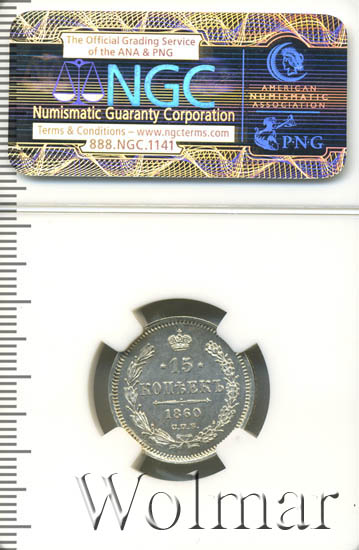 The Official Grading Service
of the ANA & PNG
NGC
Numismatic Guaranty Corporation
Terms & Conditions – www.ngcterms.com
888.NGC.1141
AMERICAN
NUMISMATIC
ASSOCIATION
PNG
15
КОПѢЕКЪ
1860
С.П.Б.
Wolmar